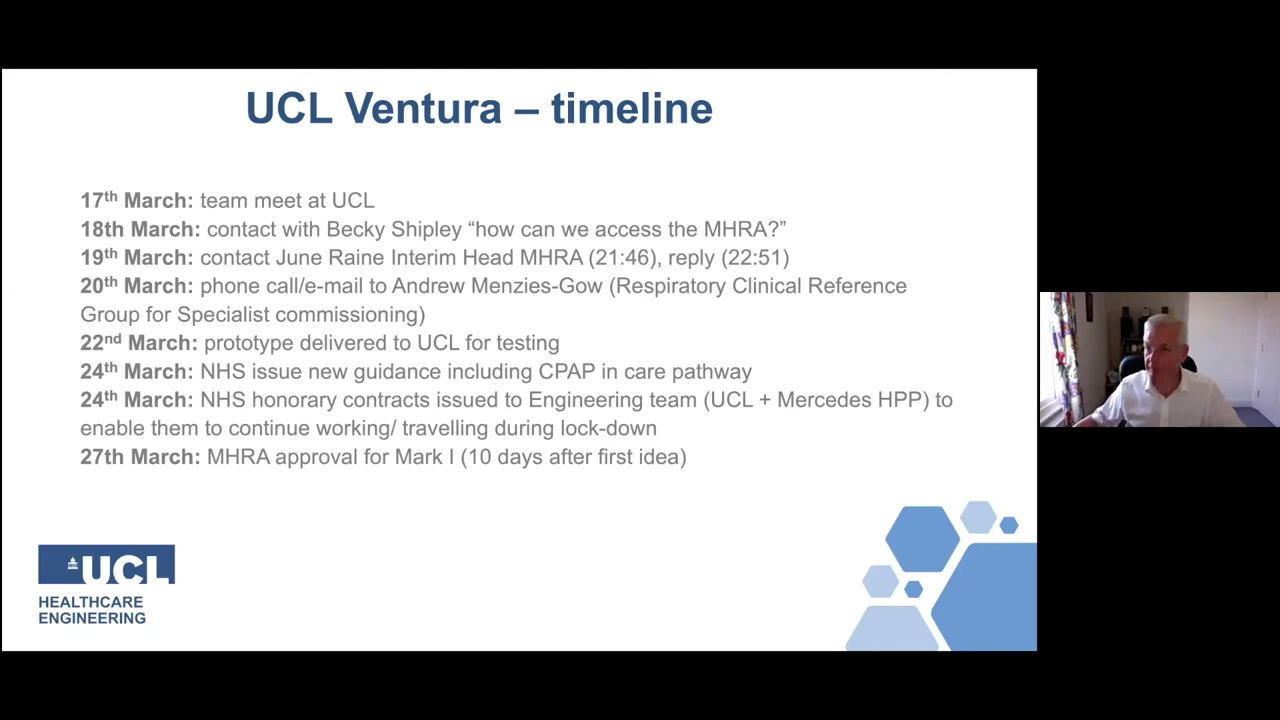 UCL Ventura – timeline
17th March: team meet at UCL
18th March: contact with Becky Shipley “how can we access the MHRA?”
19th March: contact June Raine Interim Head MHRA (21:46), reply (22:51)
20th March: phone call/e-mail to Andrew Menzies-Gow (Respiratory Clinical Reference
Group for Specialist commissioning)
22nd March: prototype delivered to UCL for testing
24th March: NHS issue new guidance including CPAP in care pathway
24th March: NHS honorary contracts issued to Engineering team (UCL + Mercedes HPP) to
enable them to continue working/ travelling during lock-down
27th March: MHRA approval for Mark I (10 days after first idea)
UCL
HEALTHCARE
ENGINEERING